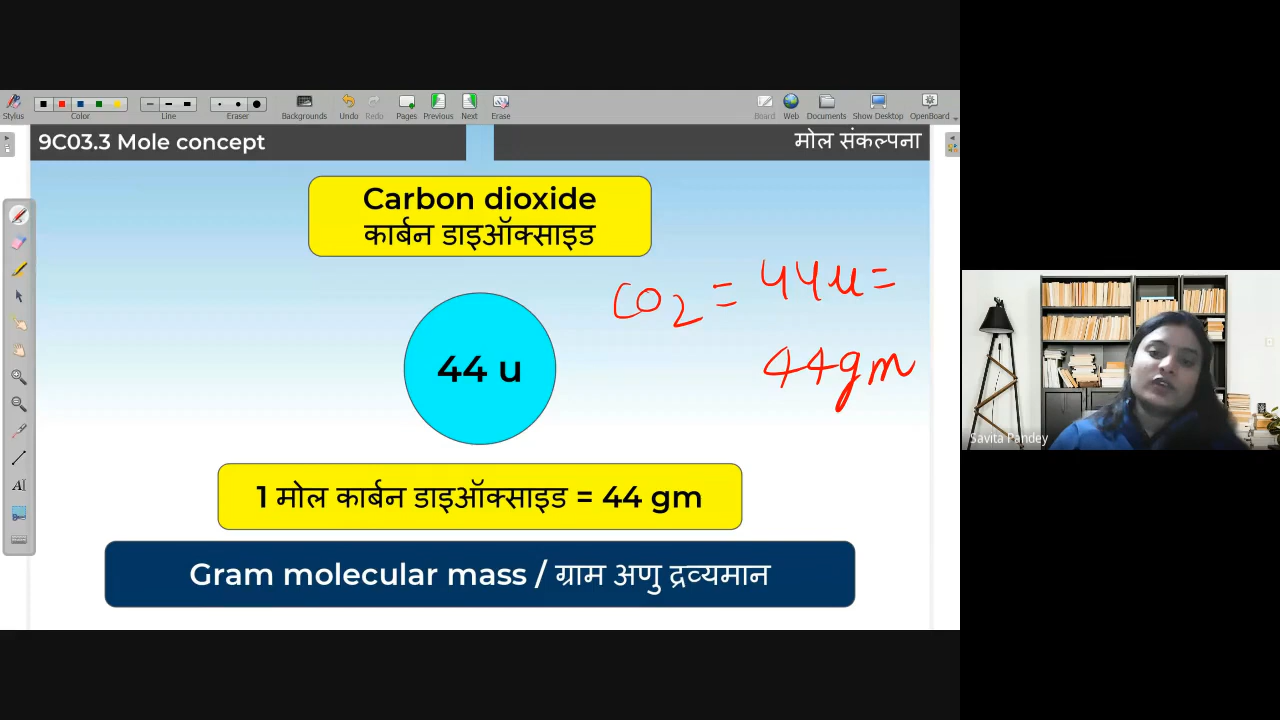 Stylus
Color
Line
Eraser
Backgrounds
Undo
Redo
Pages
Previous
Next
Erase
Board
Web
Documents
Show Desktop
OpenBoard
9C03.3 Mole concept
मोल संकल्पना
Carbon dioxide
कार्बन डाइऑक्साइड
CO2 = 44u =
44gm
44 u
1 मोल कार्बन डाइऑक्साइड = 44 gm
Gram molecular mass / ग्राम अणु द्रव्यमान
Savita Pandey